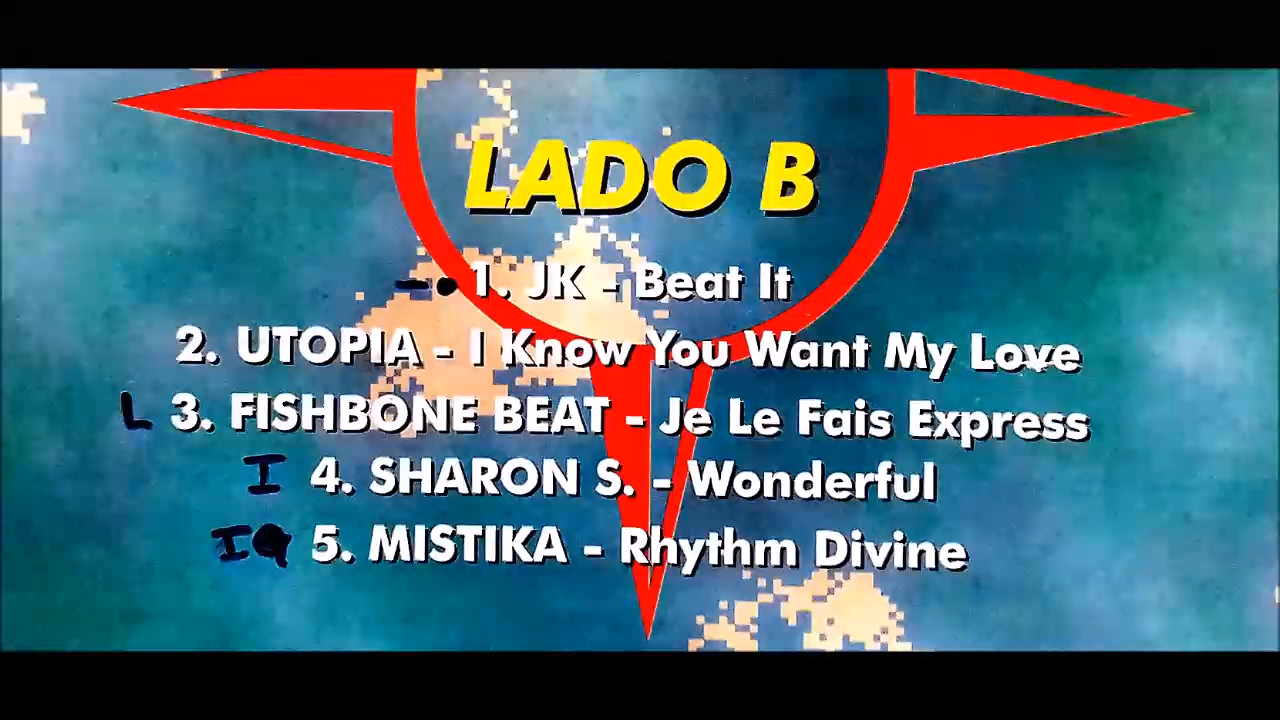 LADO B
-• 1. JK - Beat It
2. UTOPIA - I Know You Want My Love
L 3. FISHBONE BEAT - Je Le Fais Express
I 4. SHARON S. - Wonderful
IQ 5. MISTIKA - Rhythm Divine